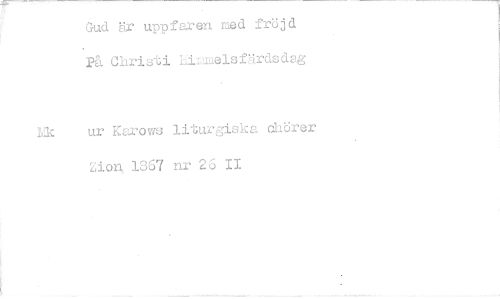 Gud är uppfaren med fröjd
På Christi Himmelsfärdsdag
Mk ur Karows liturgiska chörer
Zion 1867 nr 26 II